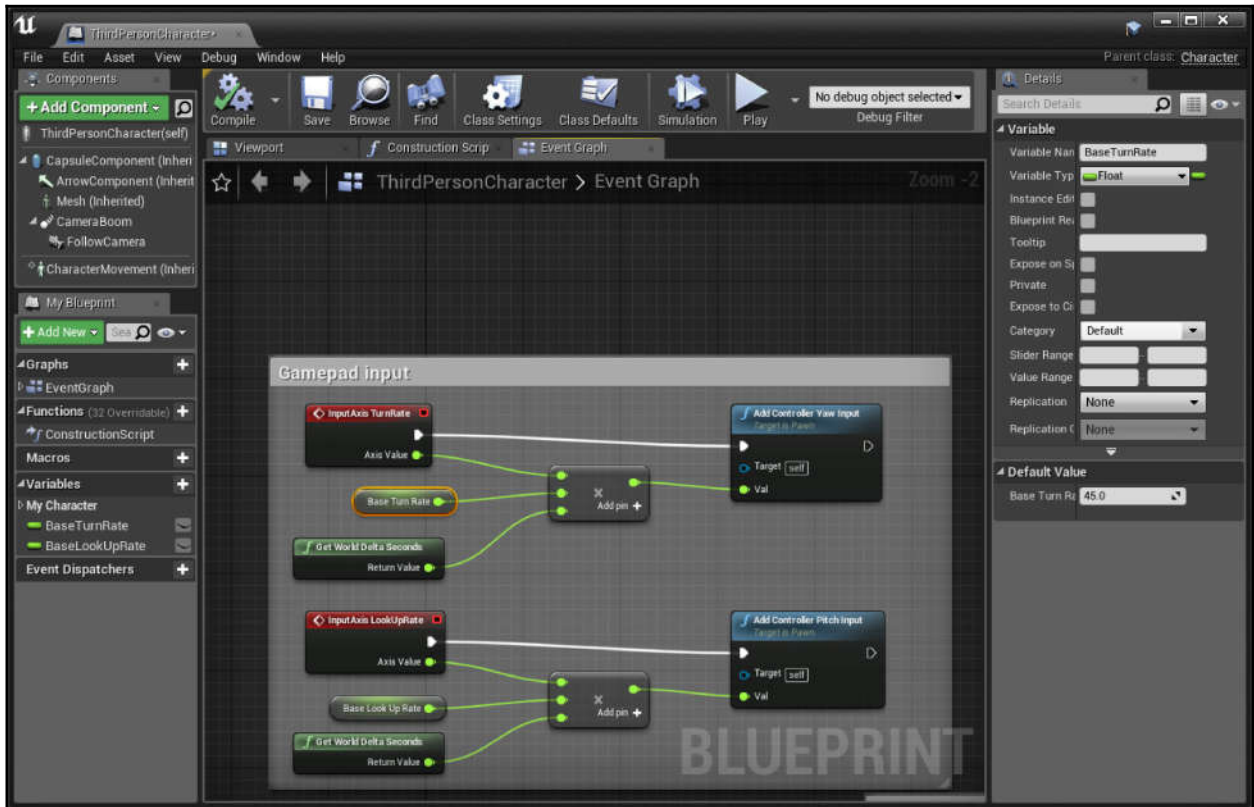 ThirdPersonCharacter*
File Edit Asset View Debug Window Help
Parent class: Character
Components
+Add Component
ThirdPersonCharacter(self)
CapsuleComponent (Inheri
ArrowComponent (Inherit
Mesh (Inherited)
CameraBoom
FollowCamera
CharacterMovement (Inheri
My Blueprint
+Add New
Sea
Graphs
EventGraph
Functions (32 Overridable)
ConstructionScript
Macros
Variables
My Character
BaseTurnRate
BaseLookUpRate
Event Dispatchers
Compile Save Browse Find Class Settings Class Defaults Simulation Play
No debug object selected
Debug Filter
Viewport
Construction Scrip
Event Graph
ThirdPersonCharacter > Event Graph
Zoom -2
Gamepad input
InputAxis TurnRate
Axis Value
Base Turn Rate
Get World Delta Seconds
Return Value
Add pin +
Add Controller Yaw Input
Target is Pawn
Target self
Val
InputAxis LookUpRate
Axis Value
Base Look Up Rate
Get World Delta Seconds
Return Value
Add pin +
Add Controller Pitch Input
Target is Pawn
Target self
Val
BLUEPRINT
Details
Search Details
Variable
Variable Nan BaseTurnRate
Variable Typ Float
Instance Edit
Blueprint Rea
Tooltip
Expose on Sp
Private
Expose to Ci
Category Default
Slider Range
Value Range
Replication None
Replication C None
Default Value
Base Turn Ra 45.0